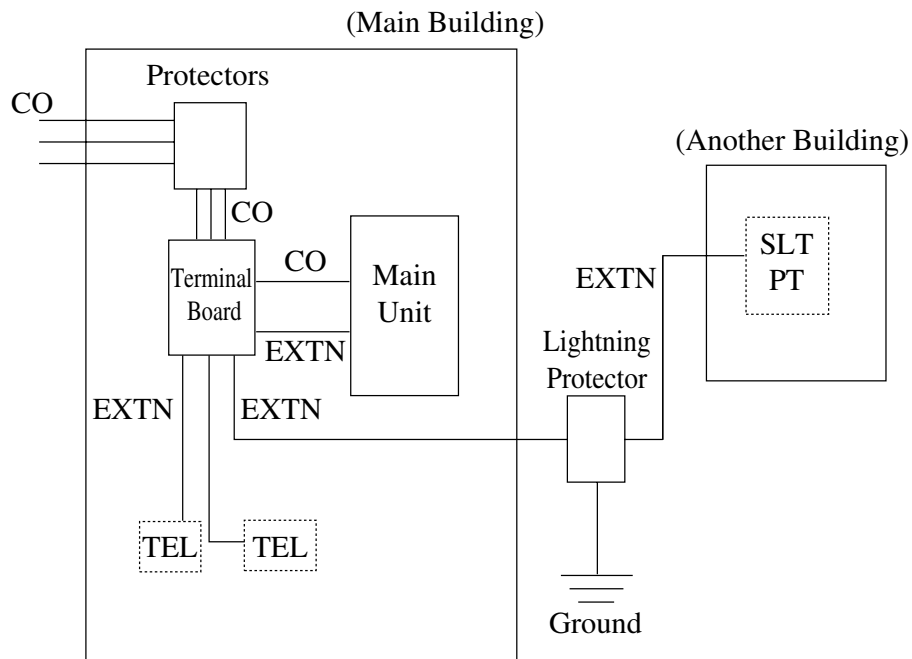 (Main Building)
Protectors
CO
(Another Building)
CO
CO
Terminal
Board
Main
Unit
SLT
PT
EXTN
EXTN
Lightning
Protector
EXTN
EXTN
TEL
TEL
Ground